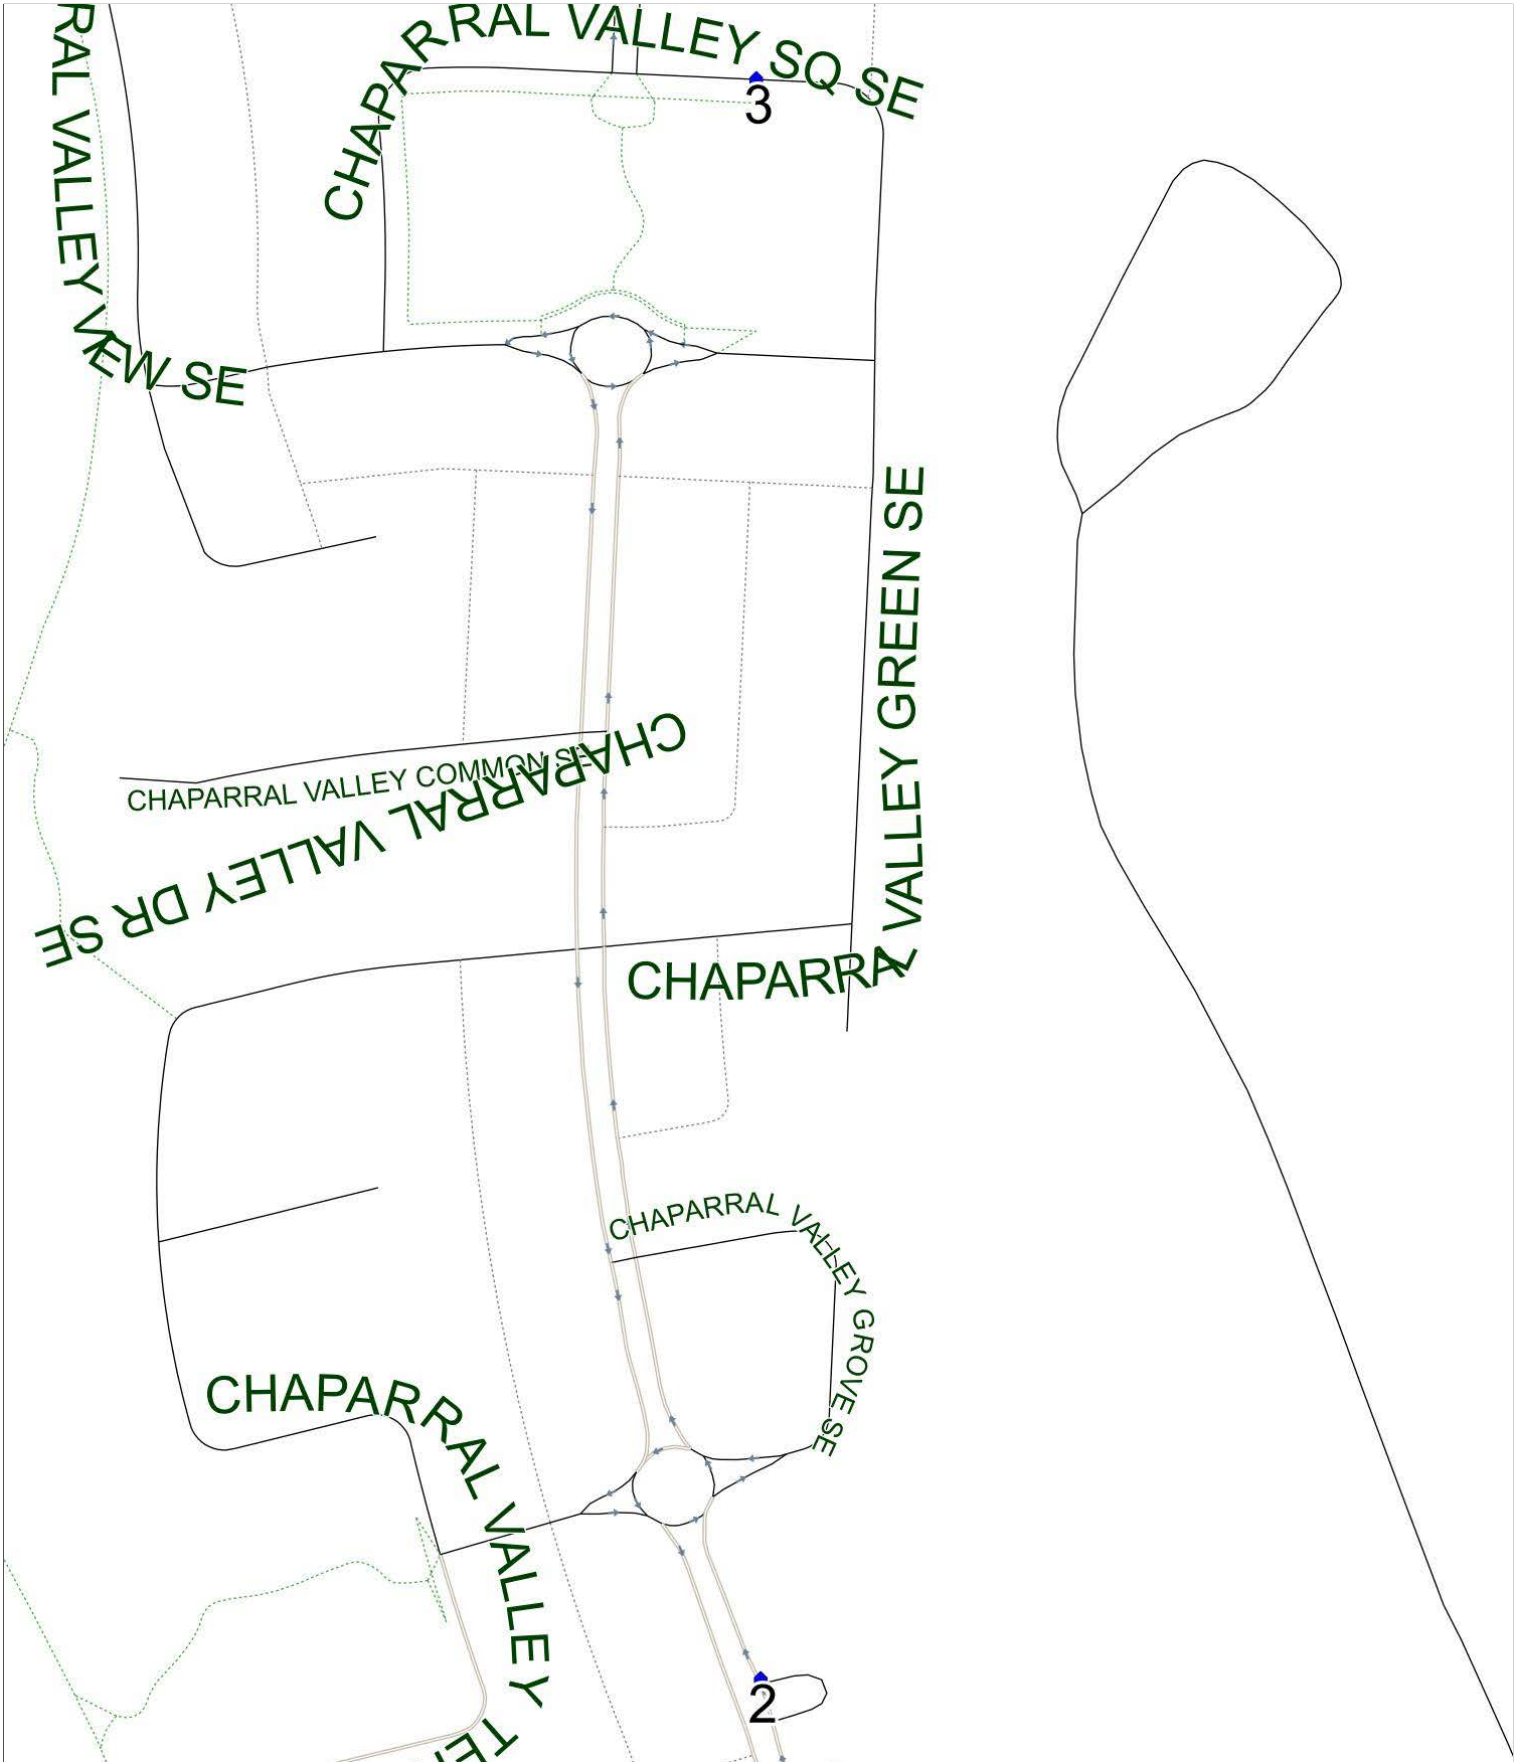 CHAPARRAL VALLEY SQ SE
RAL VALLEY VIEW SE
3
VALLEY GREEN SE
CHAPARRAL VALLEY COMMON SE
CHAPARRAL VALLEY DR SE
CHAPARRAL
CHAPARRAL VALLEY GROVE SE
CHAPARRAL VALLEY
2